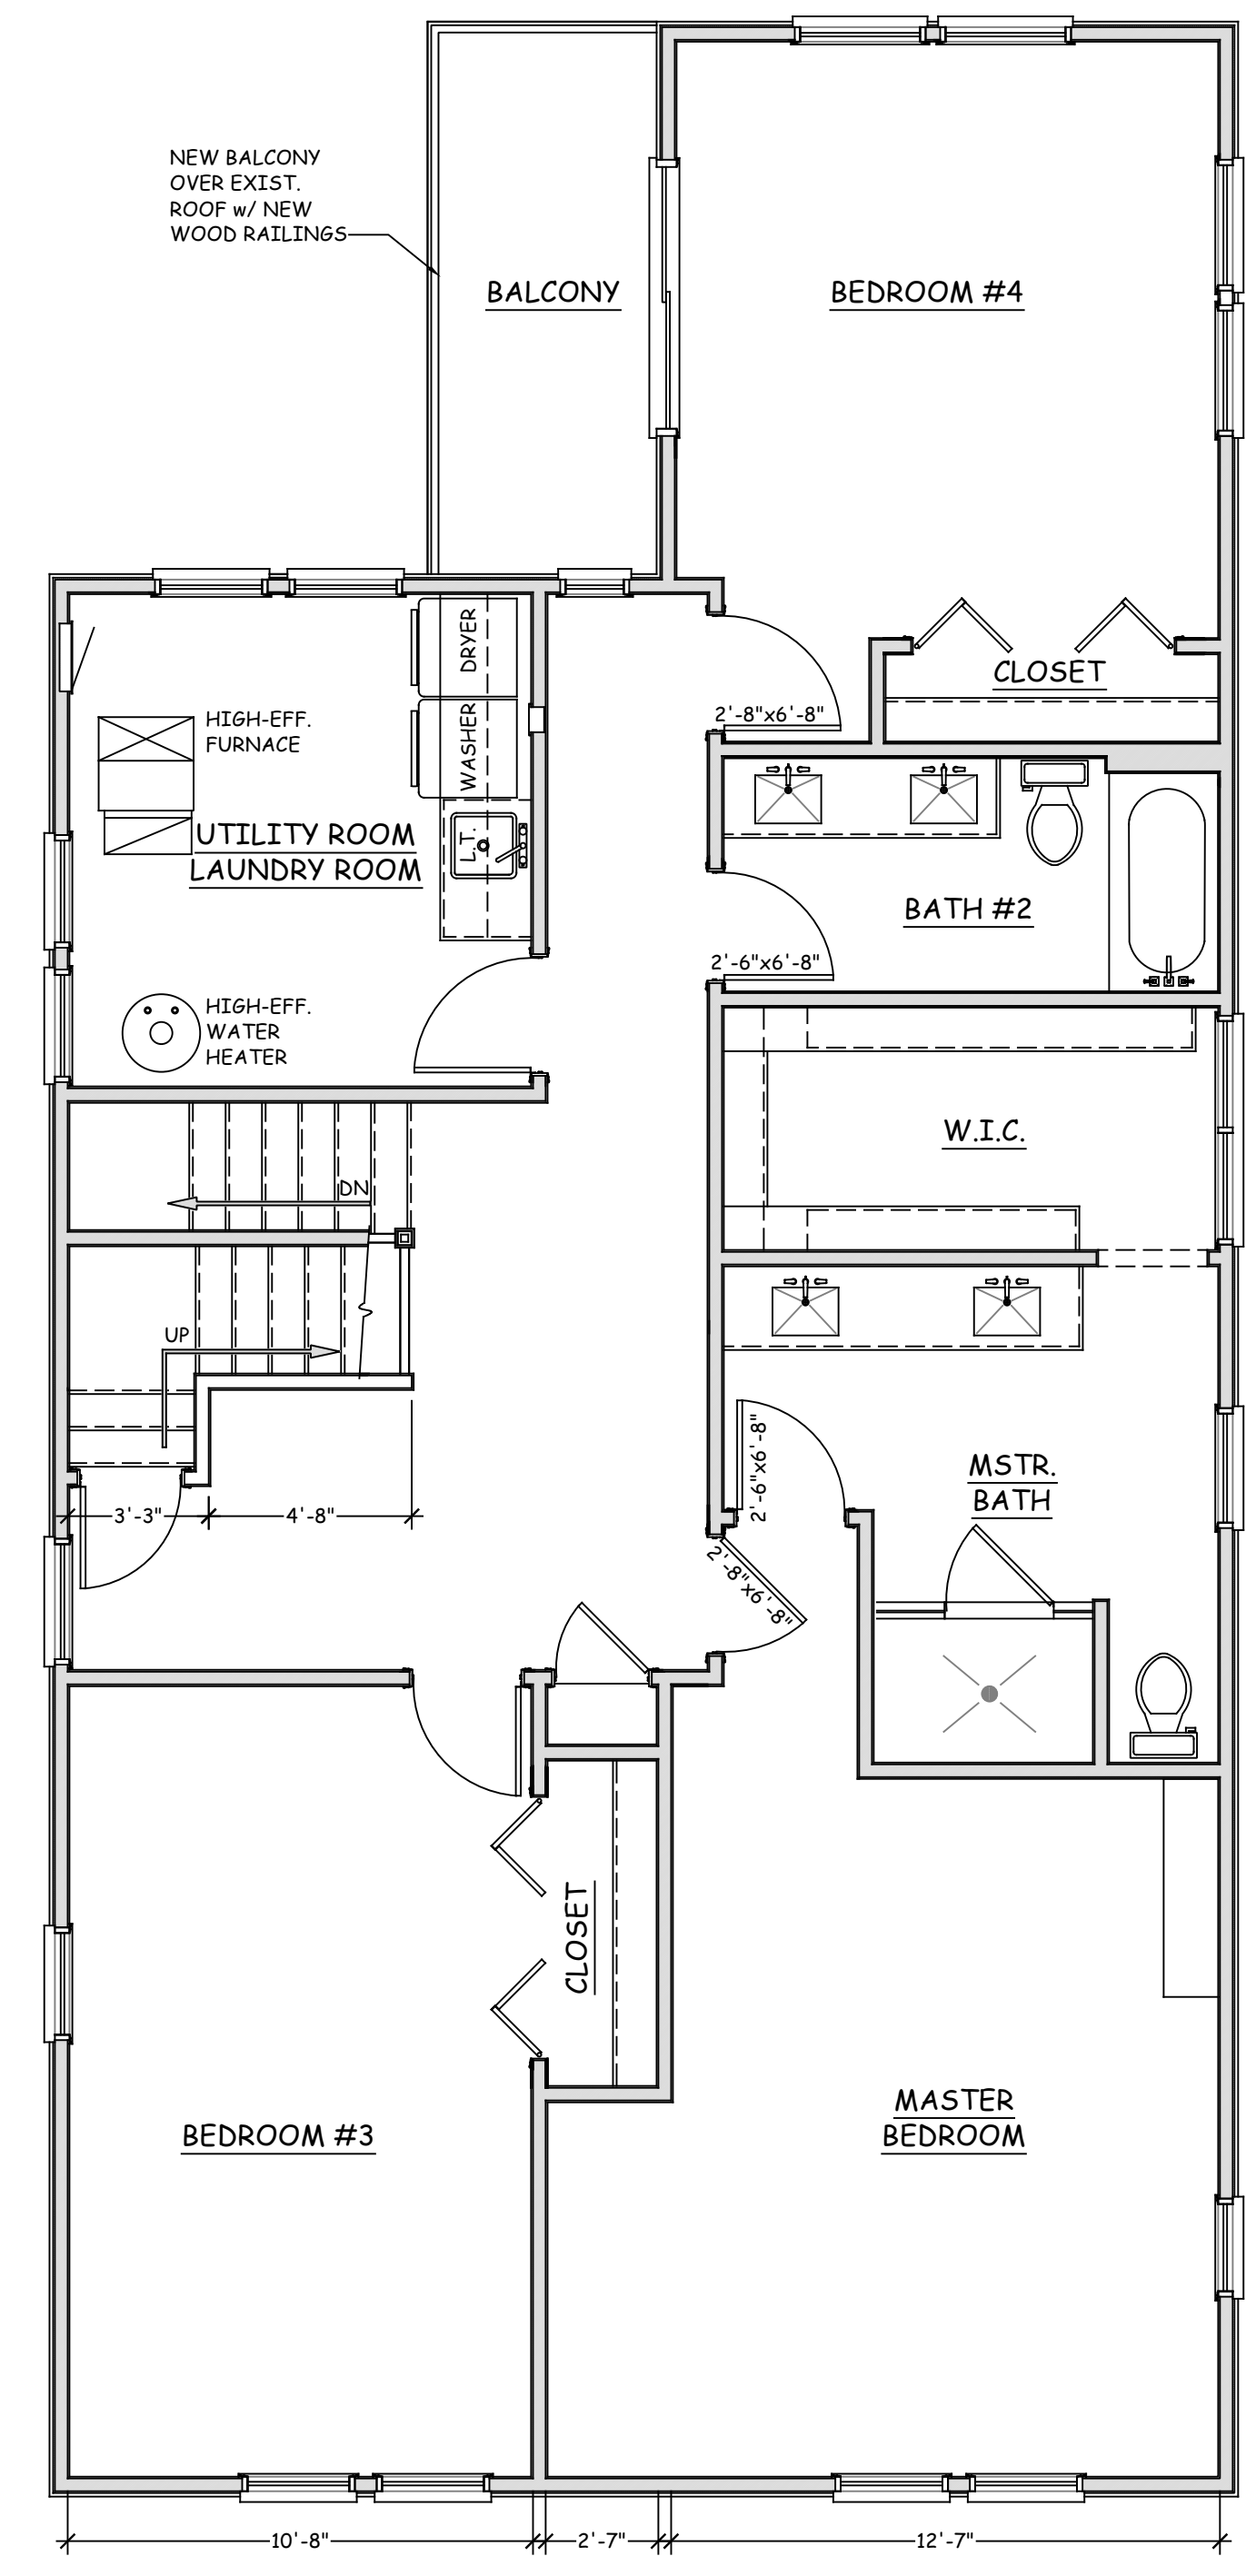 NEW BALCONY
OVER EXIST.
ROOF w/ NEW
WOOD RAILINGS
BALCONY
BEDROOM #4
CLOSET
2'-8"x6'-8"
DRYER
WASHER
L.T.
HIGH-EFF.
FURNACE
UTILITY ROOM
LAUNDRY ROOM
BATH #2
2'-6"x6'-8"
HIGH-EFF.
WATER
HEATER
W.I.C.
DN
UP
2'-6"x6'-8"
MSTR.
BATH
3'-3"
4'-8"
2'-8"x6'-8"
CLOSET
BEDROOM #3
MASTER
BEDROOM
10'-8"
2'-7"
12'-7"